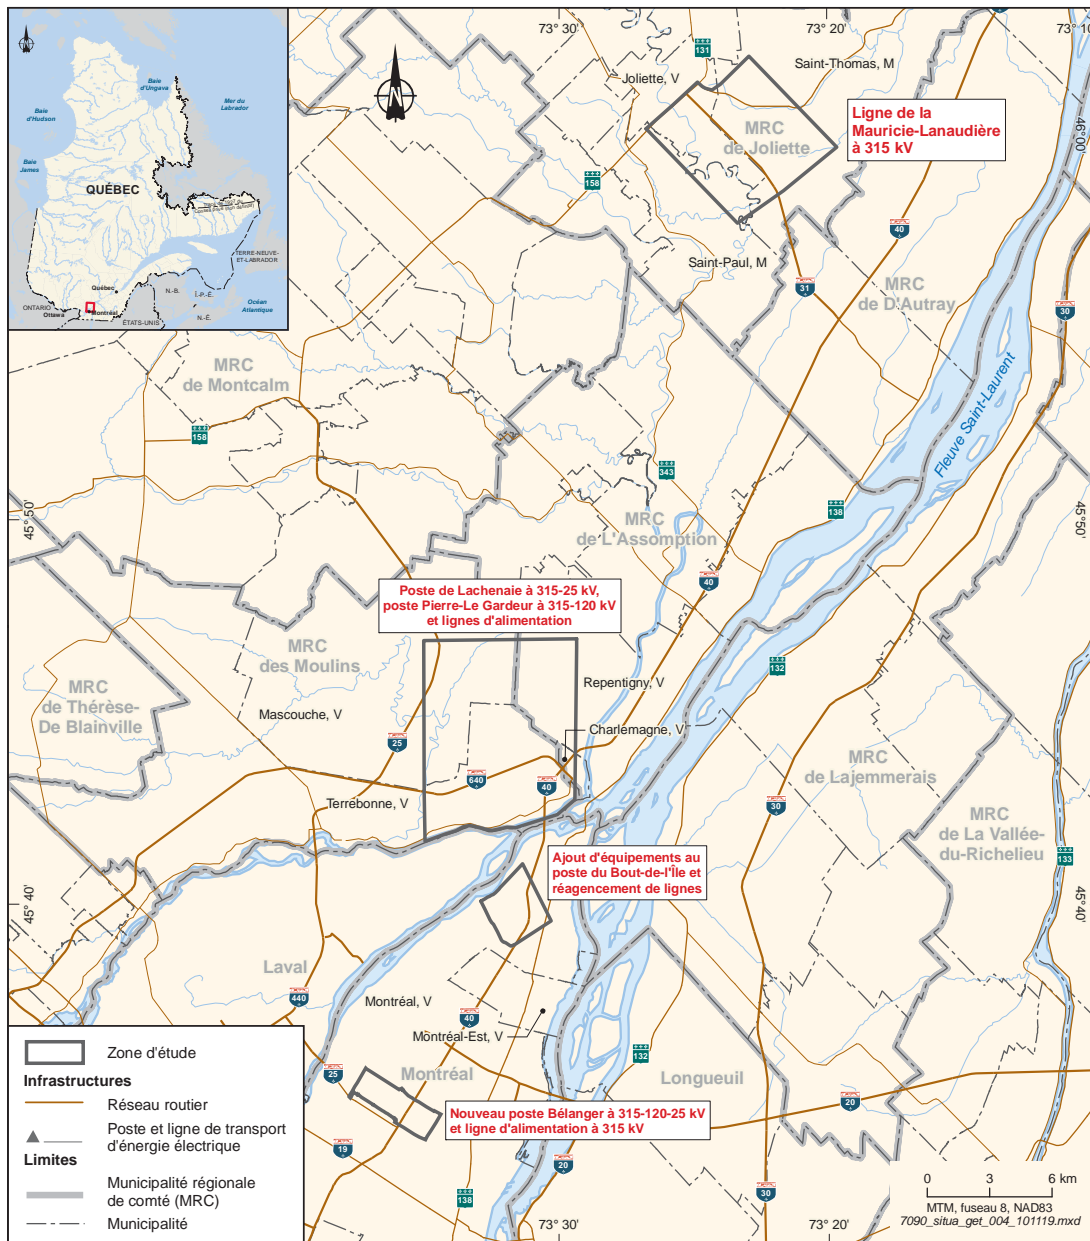 73° 30'
73° 20'
73° 10'
Baie
d'Ungava
Mer du
Labrador
Baie
d'Hudson
Baie
James
QUÉBEC
TERRE-NEUVE-
ET-LABRADOR
Québec
Montréal
ONTARIO
Ottawa
ÉTATS-UNIS
N.-B.
Î.-P.-É.
N.-É.
Océan
Atlantique
N
131
Joliette, V
Saint-Thomas, M
MRC
de Joliette
Ligne de la
Mauricie-Lanaudière
à 315 kV
46° 00'
158
40
Saint-Paul, M
31
MRC
de D'Autray
30
MRC
de Montcalm
158
Fleuve Saint-Laurent
343
138
45° 50'
45° 50'
MRC
de L'Assomption
40
Poste de Lachenaie à 315-25 kV,
poste Pierre-Le Gardeur à 315-120 kV
et lignes d'alimentation
MRC
des Moulins
132
MRC
de Thérèse-
De Blainville
Repentigny, V
Mascouche, V
Charlemagne, V
25
640
40
MRC
de Lajemmerais
Terrebonne, V
30
MRC
de La Vallée-
du-Richelieu
133
Ajout d'équipements au
poste du Bout-de-l'Île et
réagencement de lignes
45° 40'
45° 40'
Laval
440
Montréal, V
40
Montréal-Est, V
132
25
Montréal
Longueuil
Nouveau poste Bélanger à 315-120-25 kV
et ligne d'alimentation à 315 kV
20
19
20
138
30
Zone d'étude
Infrastructures
Réseau routier
Poste et ligne de transport
d'énergie électrique
Limites
Municipalité régionale
de comté (MRC)
Municipalité
0 3 6 km
MTM, fuseau 8, NAD83
7090_situa_get_004_101119.mxd
73° 30'
73° 20'